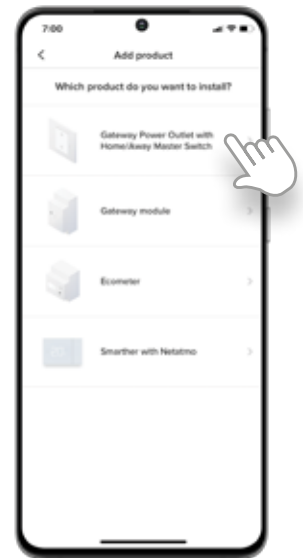 7:00
Add product
Which product do you want to install?
Gateway Power Outlet with
Home/Away Master Switch
Gateway module
Ecometer
Smarther with Netatmo